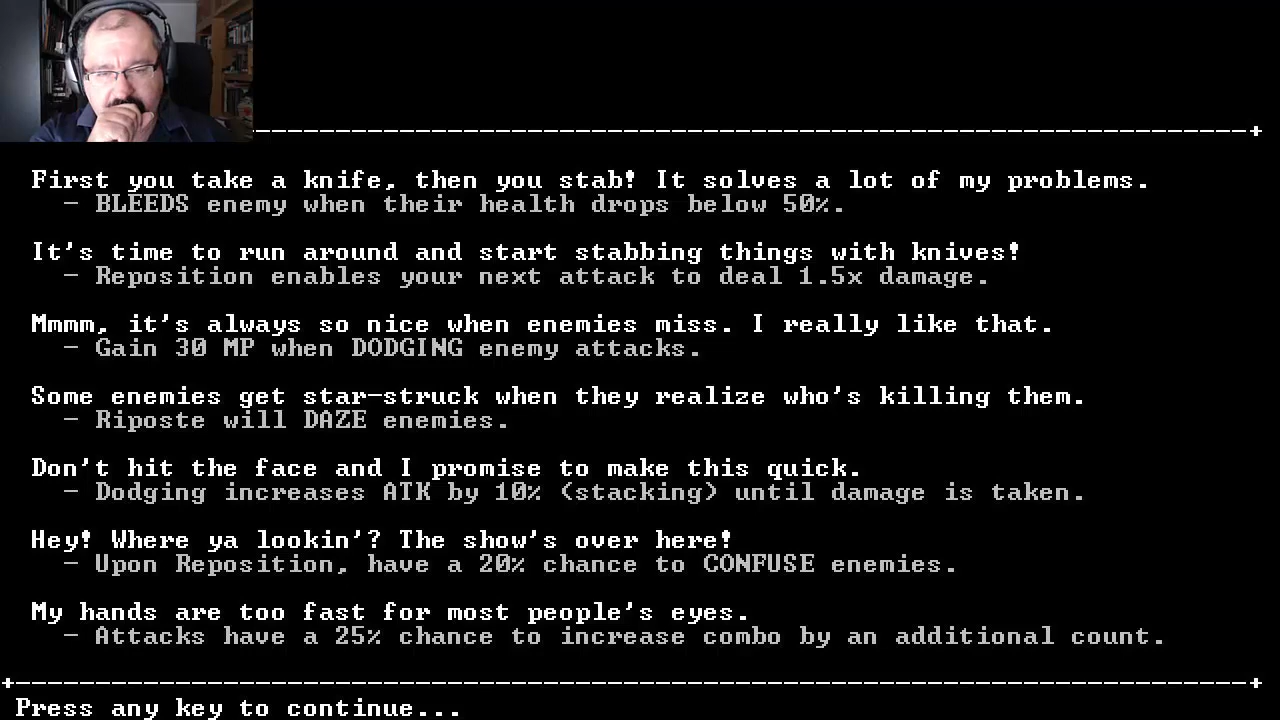 First you take a knife, then you stab! It solves a lot of my problems.
- BLEEDS enemy when their health drops below 50%.
It's time to run around and start stabbing things with knives!
- Reposition enables your next attack to deal 1.5x damage.
Mmmm, it's always so nice when enemies miss. I really like that.
- Gain 30 MP when DODGING enemy attacks.
Some enemies get star-struck when they realize who's killing them.
- Riposte will DAZE enemies.
Don't hit the face and I promise to make this quick.
- Dodging increases ATK by 10% (stacking) until damage is taken.
Hey! Where ya lookin'? The show's over here!
- Upon Reposition, have a 20% chance to CONFUSE enemies.
My hands are too fast for most people's eyes.
- Attacks have a 25% chance to increase combo by an additional count.
Press any key to continue...